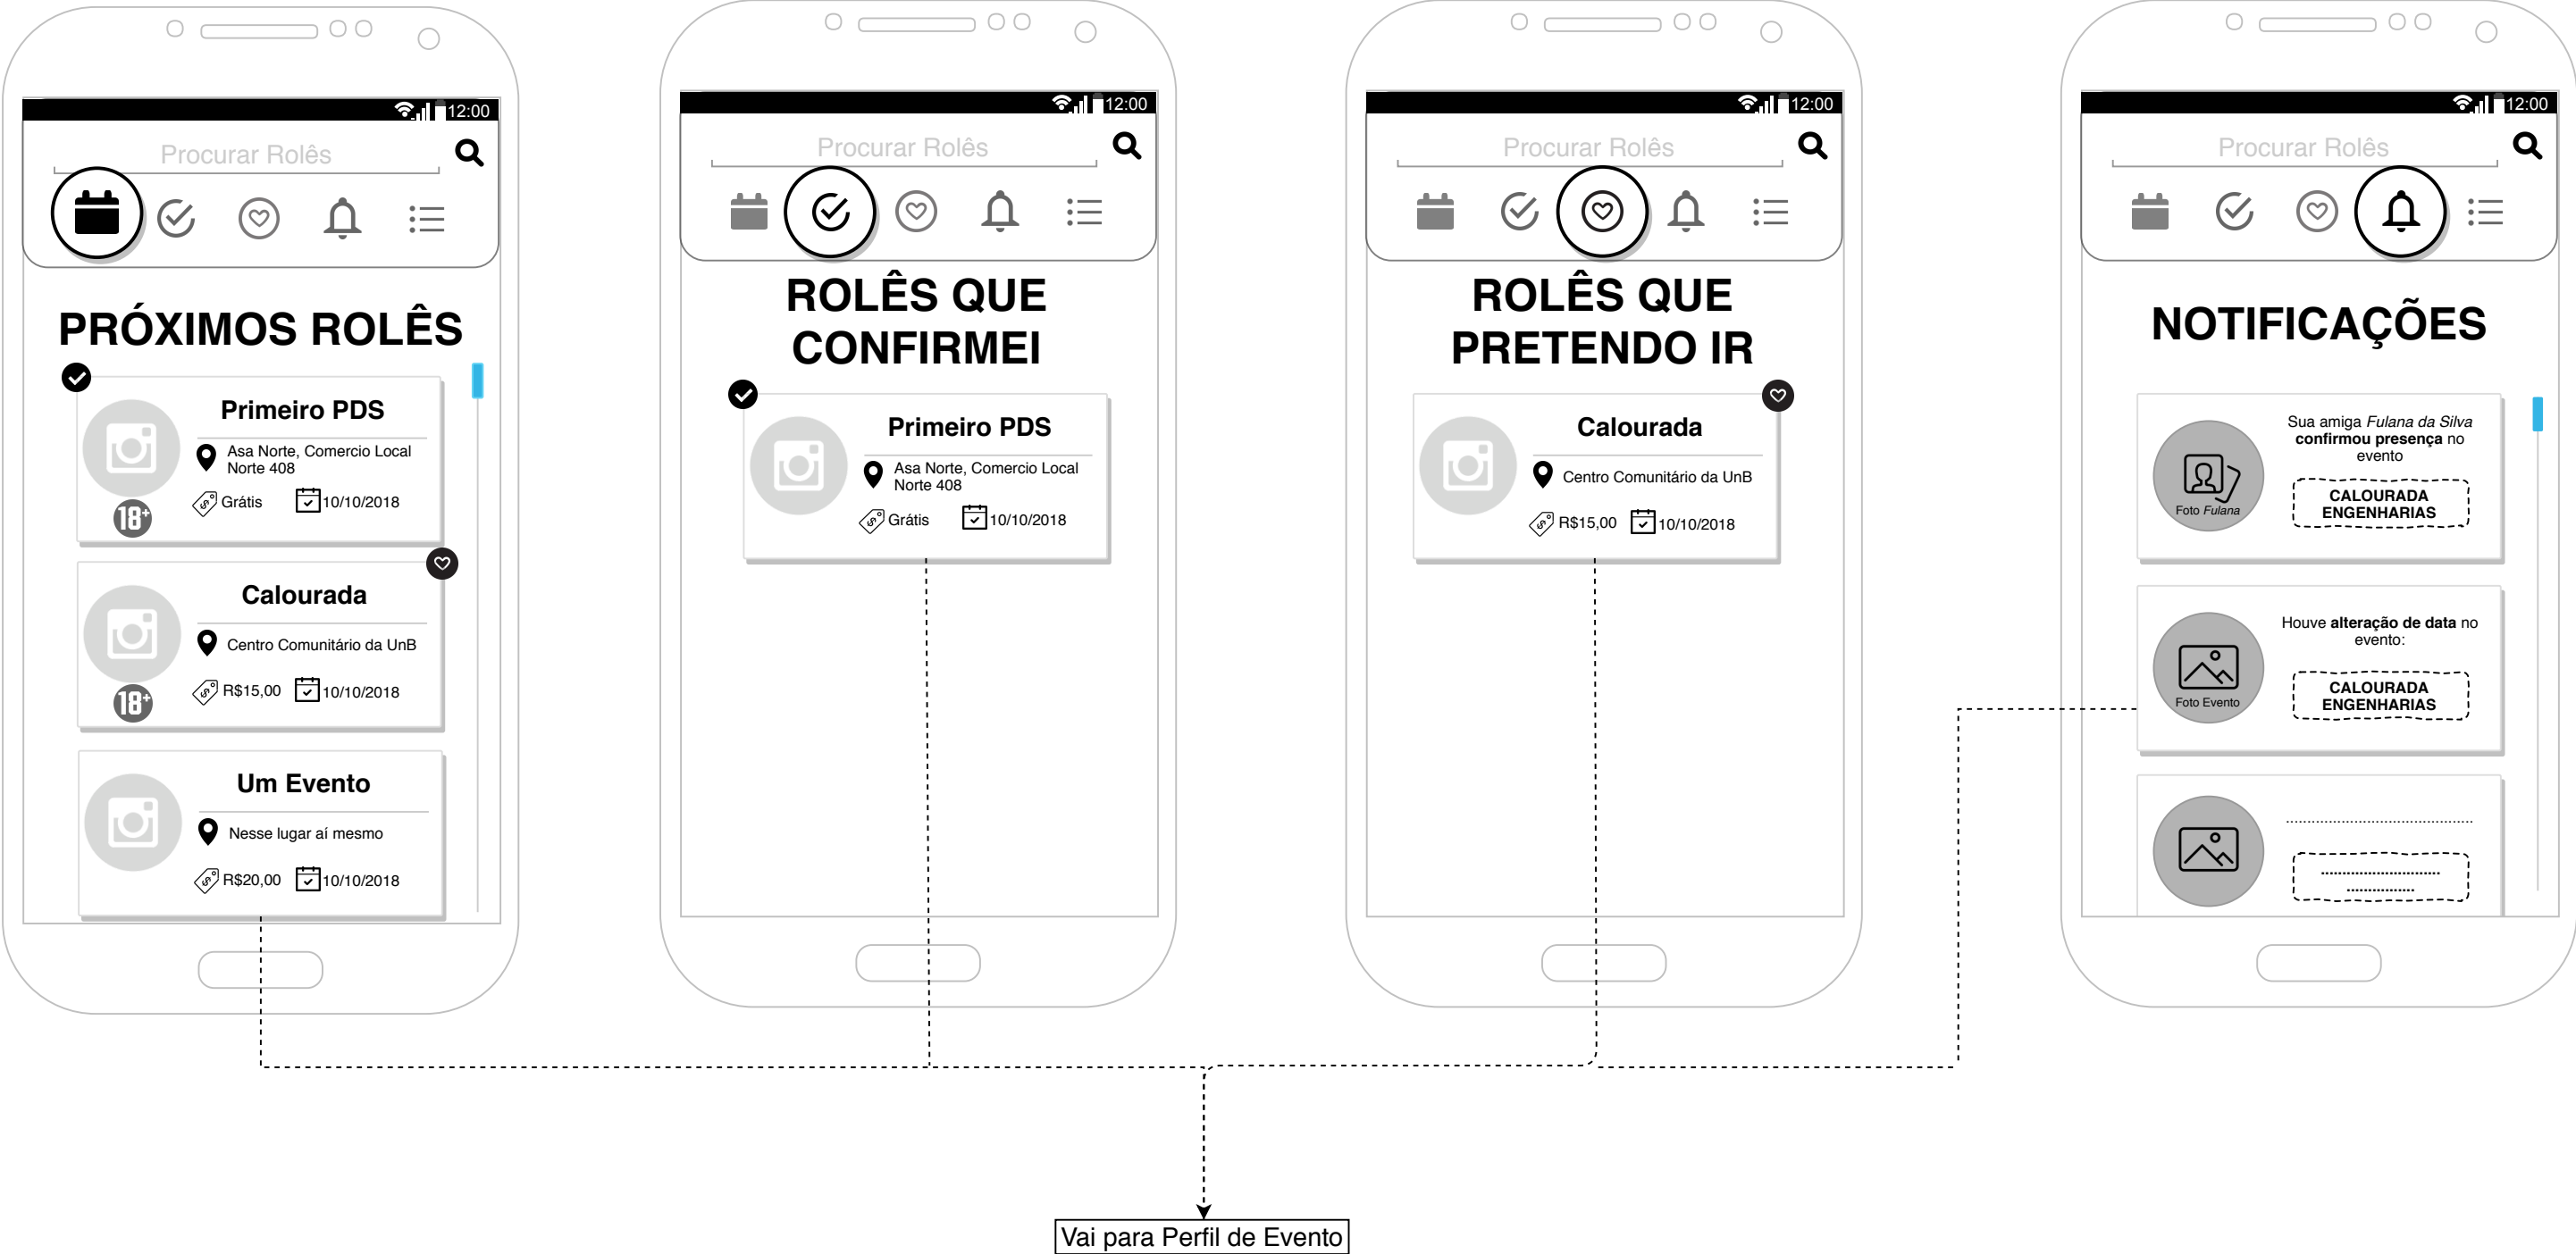 12:00
Procurar Rolês
PRÓXIMOS ROLÊS
Primeiro PDS
Asa Norte, Comercio Local
Norte 408
Grátis
10/10/2018
18+
Calourada
Centro Comunitário da UnB
R$15,00
10/10/2018
18+
Um Evento
Nesse lugar aí mesmo
R$20,00
10/10/2018
12:00
Procurar Rolês
ROLÊS QUE
CONFIRMEI
Primeiro PDS
Asa Norte, Comercio Local
Norte 408
Grátis
10/10/2018
12:00
Procurar Rolês
ROLÊS QUE
PRETENDO IR
Calourada
Centro Comunitário da UnB
R$15,00
10/10/2018
12:00
Procurar Rolês
NOTIFICAÇÕES
Sua amiga Fulana da Silva
confirmou presença no
evento
CALOURADA
ENGENHARIAS
Foto Fulana
Houve alteração de data no
evento:
CALOURADA
ENGENHARIAS
Foto Evento
Vai para Perfil de Evento